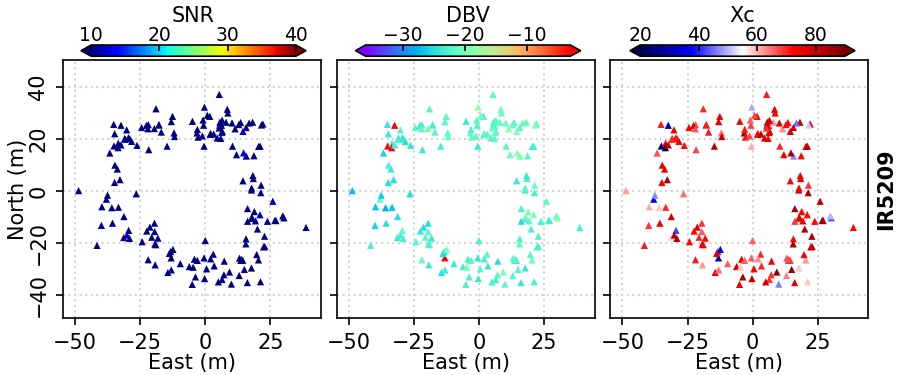 SNR DBV Xc
10 20 30 40 −30 −20 −10 20 40 60 80
North (m)
40
20
0
−20
−40
−50 −25 0 25 −50 −25 0 25 −50 −25 0 25
East (m) East (m) East (m)
IR5209